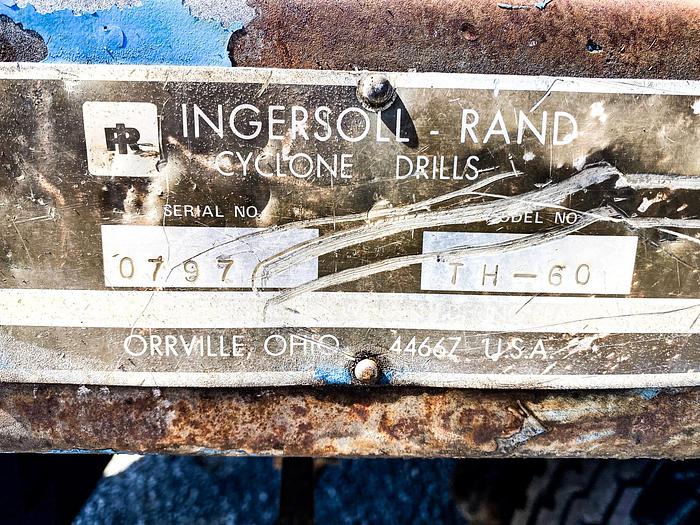 IR INGERSOLL - RAND
CYCLONE DRILLS
SERIAL NO. MODEL NO.
0797 TH-60
ORRVILLE, OHIO 44667 U.S.A.